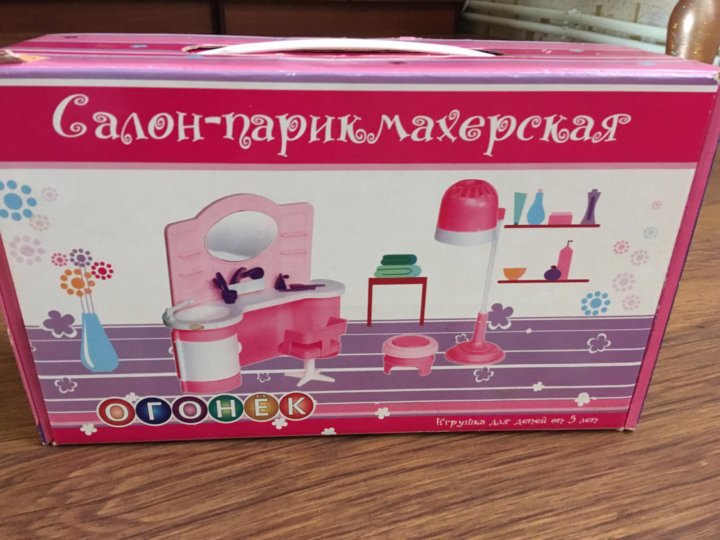 Салон-парикмахерская
ОГОНЁК
Игрушка для детей от 3 лет